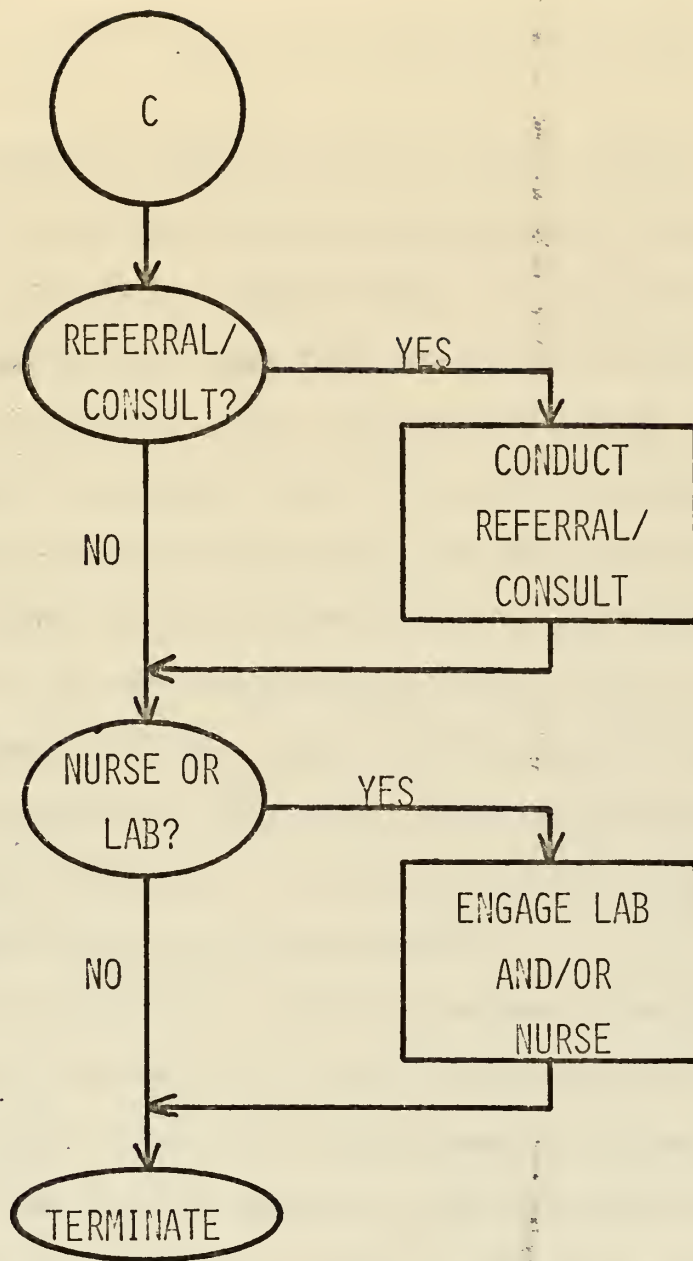 C
REFERRAL/
CONSULT?
YES
CONDUCT
REFERRAL/
CONSULT
NO
NURSE OR
LAB?
YES
ENGAGE LAB
AND/OR
NURSE
NO
TERMINATE